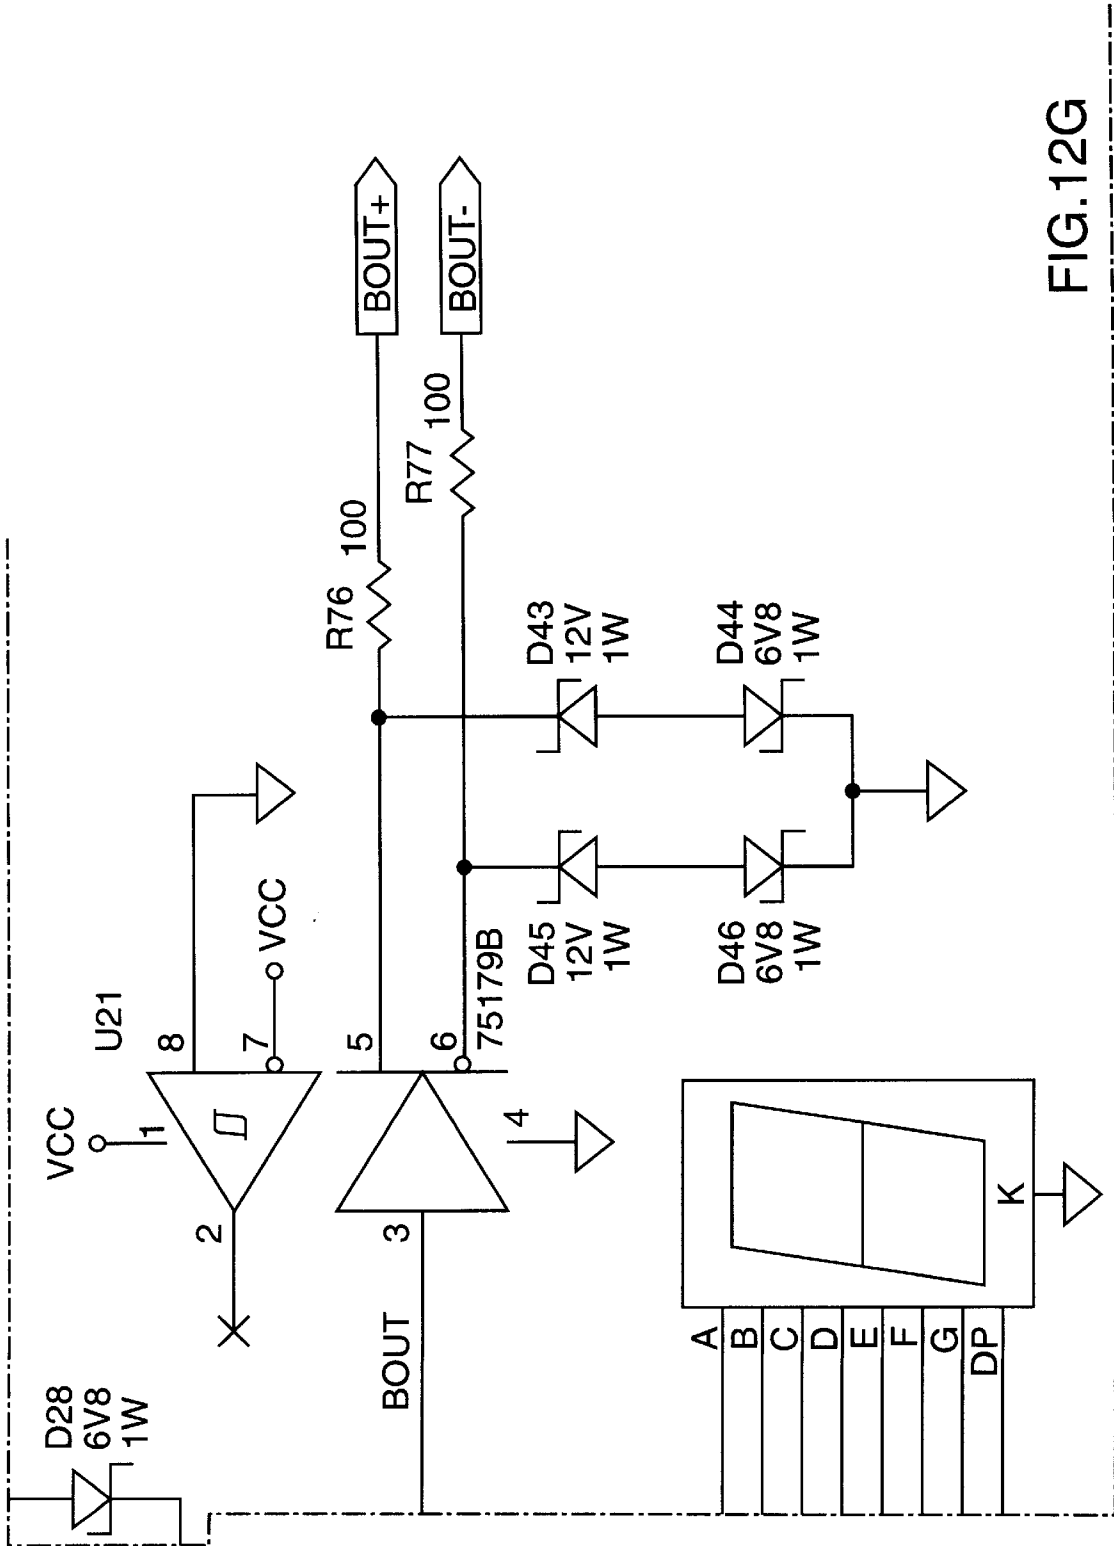 D28
6V8
1W
VCC
1
U21
2
8
7
VCC
BOUT
3
5
6
4
75179B
R76
100
BOUT+
R77
100
BOUT-
D45
12V
1W
D43
12V
1W
D46
6V8
1W
D44
6V8
1W
A
B
C
D
E
F
G
DP
K
FIG.12G